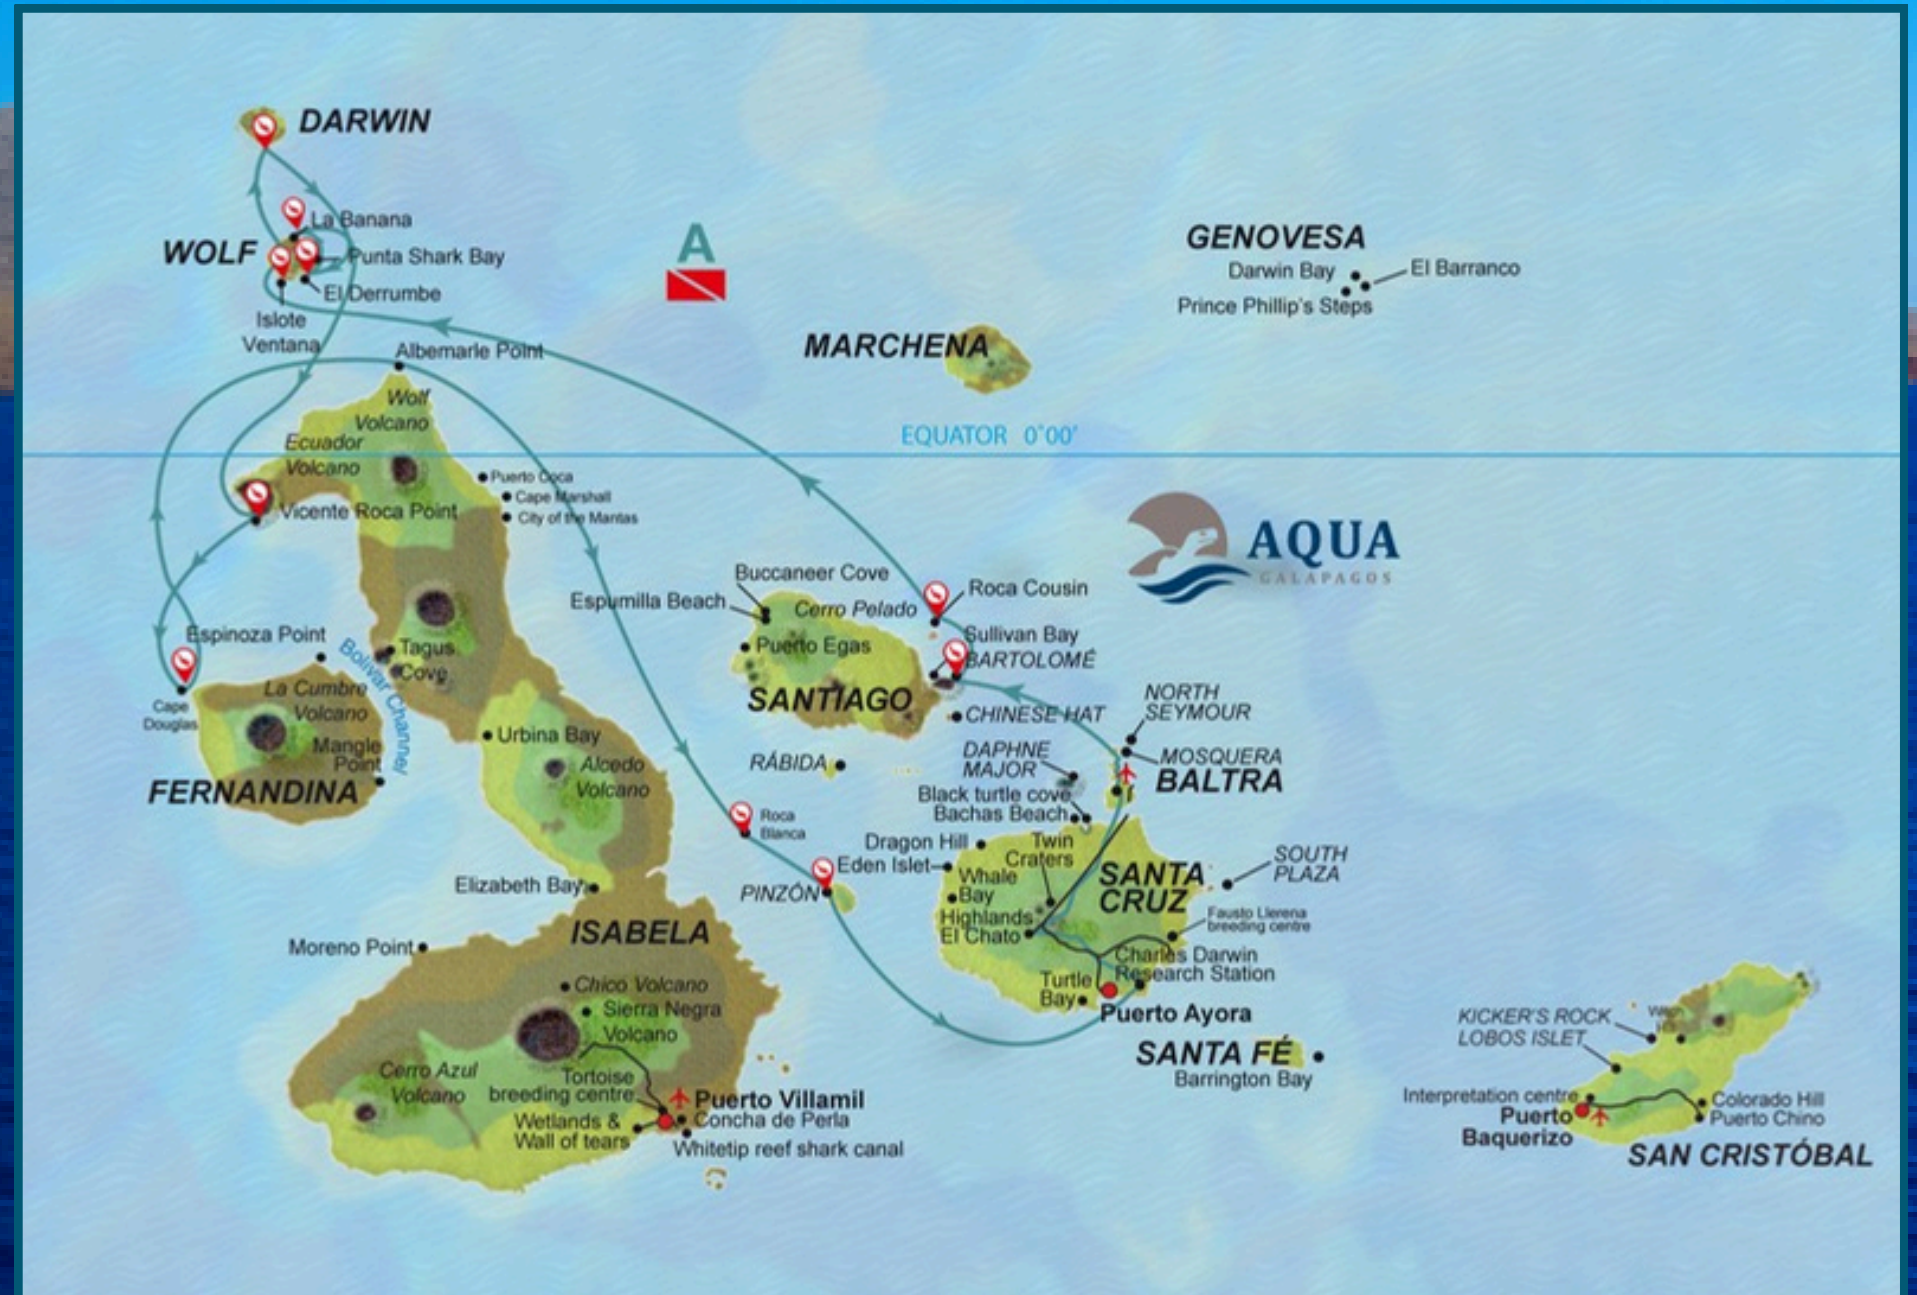 DARWIN
La Banana
WOLF
Punta Shark Bay
El Derrumbe
Islote
Ventana
A
GENOVESA
Darwin Bay
El Barranco
Prince Phillip's Steps
MARCHENA
EQUATOR 0°00'
Albemarle Point
Wolf
Volcano
Ecuador
Volcano
Puerto Coca
Cape Marshall
City of the Mantas
Vicente Roca Point
AQUA
GALAPAGOS
Buccaneer Cove
Espumilla Beach
Cerro Pelado
Puerto Egas
SANTIAGO
Roca Cousin
Sullivan Bay
BARTOLOMÉ
CHINESE HAT
RÁBIDA
Espinoza Point
Bolivar Channel
Tagus
Cove
La Cumbre
Volcano
Cape
Douglas
Mangle
Point
FERNANDINA
Urbina Bay
Alcedo
Volcano
NORTH
SEYMOUR
MOSQUERA
BALTRA
DAPHNE
MAJOR
Black turtle cove
Bachas Beach
Roca
Blanca
PINZÓN
Dragon Hill
Eden Islet
Whale
Bay
Twin
Craters
SANTA
CRUZ
SOUTH
PLAZA
Highlands
El Chato
Fausto Llerena
breeding centre
Charles Darwin
Research Station
Turtle
Bay
Puerto Ayora
SANTA FÉ
Barrington Bay
Elizabeth Bay
ISABELA
Moreno Point
Chico Volcano
Sierra Negra
Volcano
Cerro Azul
Volcano
Tortoise
breeding centre
Wetlands &
Wall of tears
Puerto Villamil
Concha de Perla
Whitetip reef shark canal
KICKER'S ROCK
LOBOS ISLET
Interpretation centre
Puerto
Baquerizo
Colorado Hill
Puerto Chino
SAN CRISTÓBAL